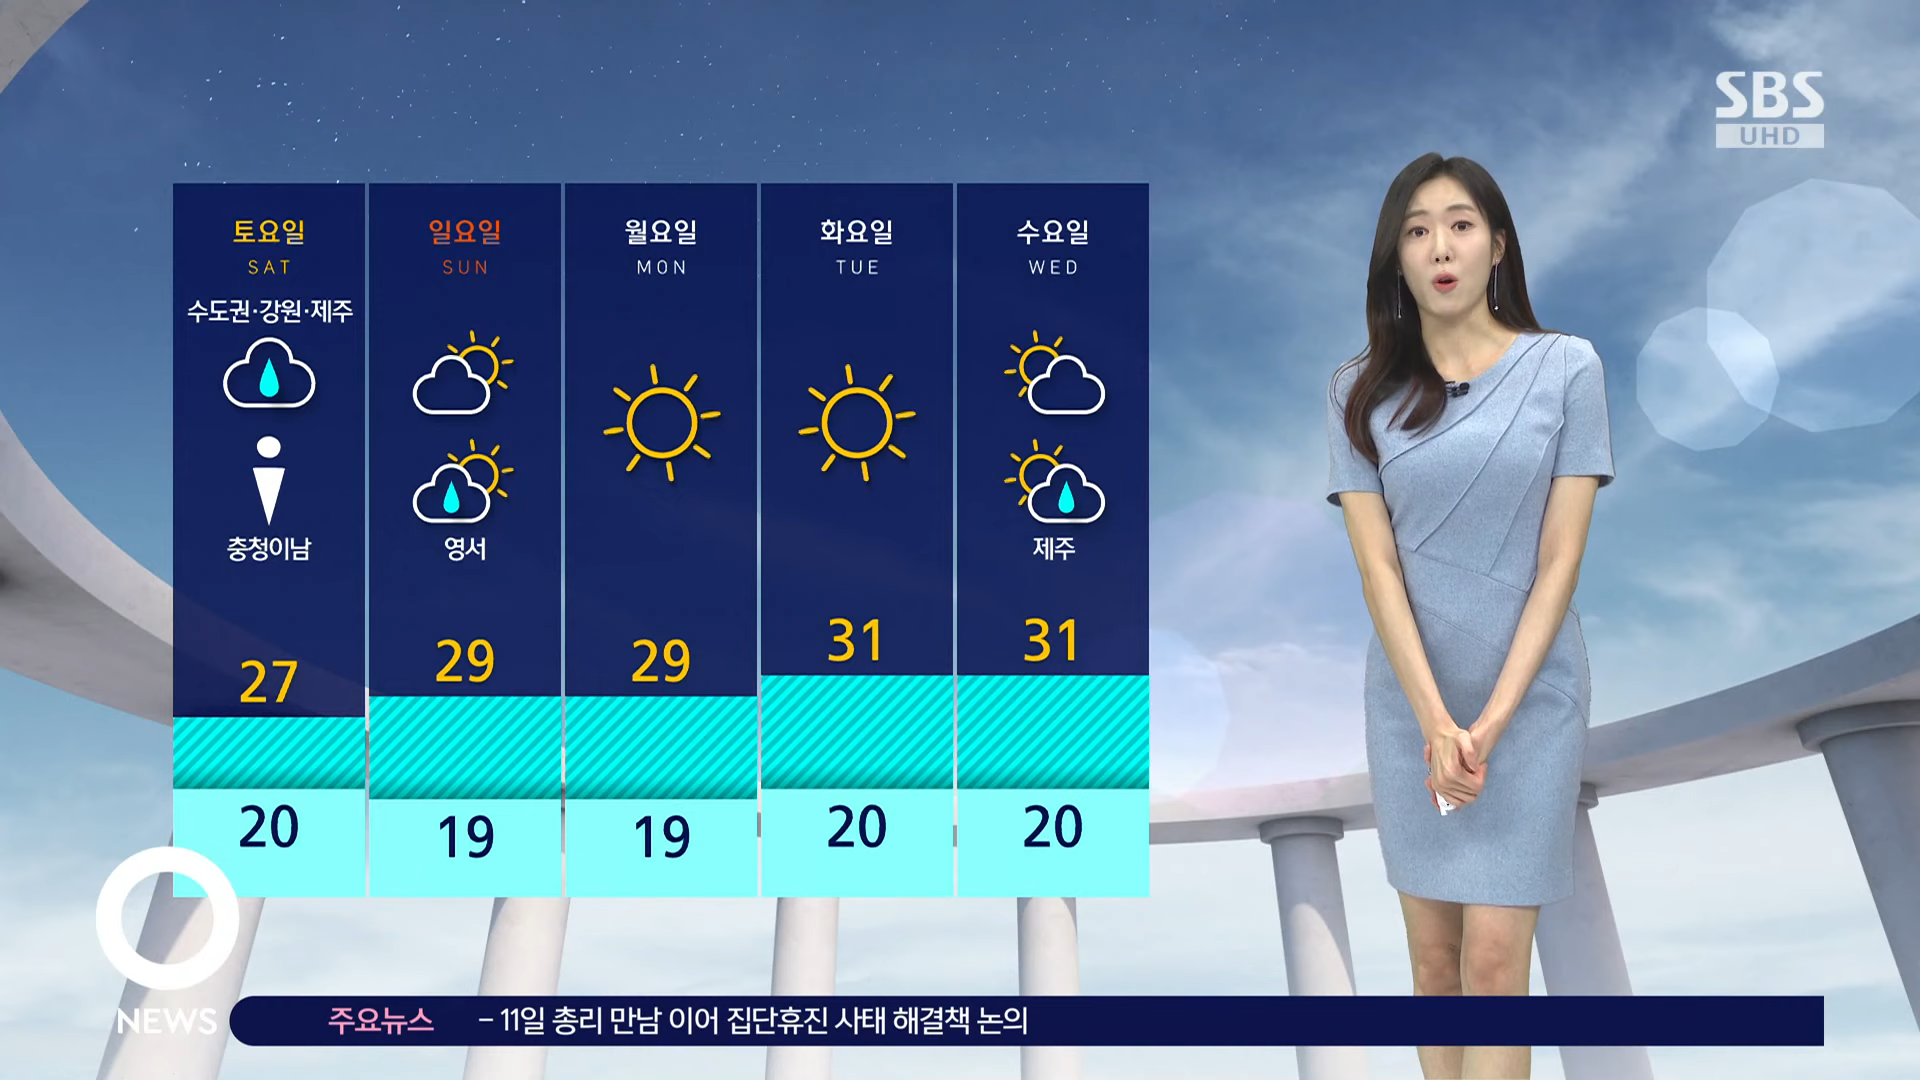 SBS
UHD
토요일
SAT
수도권·강원·제주
충청이남
27
20
일요일
SUN
영서
29
19
월요일
MON
29
19
화요일
TUE
31
20
수요일
WED
제주
31
20
NEWS
주요뉴스
- 11일 총리 만남 이어 집단휴진 사태 해결책 논의